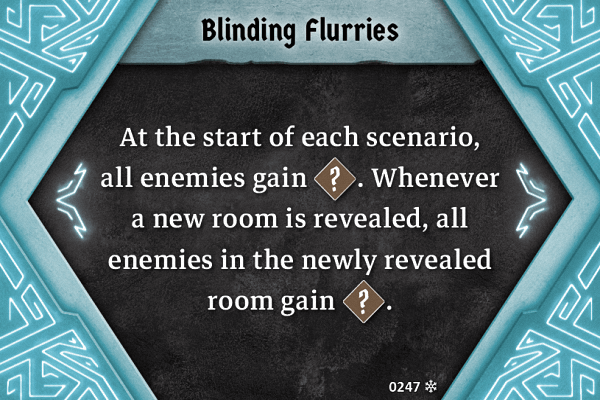 Blinding Flurries
At the start of each scenario,
all enemies gain ?. Whenever
a new room is revealed, all
enemies in the newly revealed
room gain ?.
0247